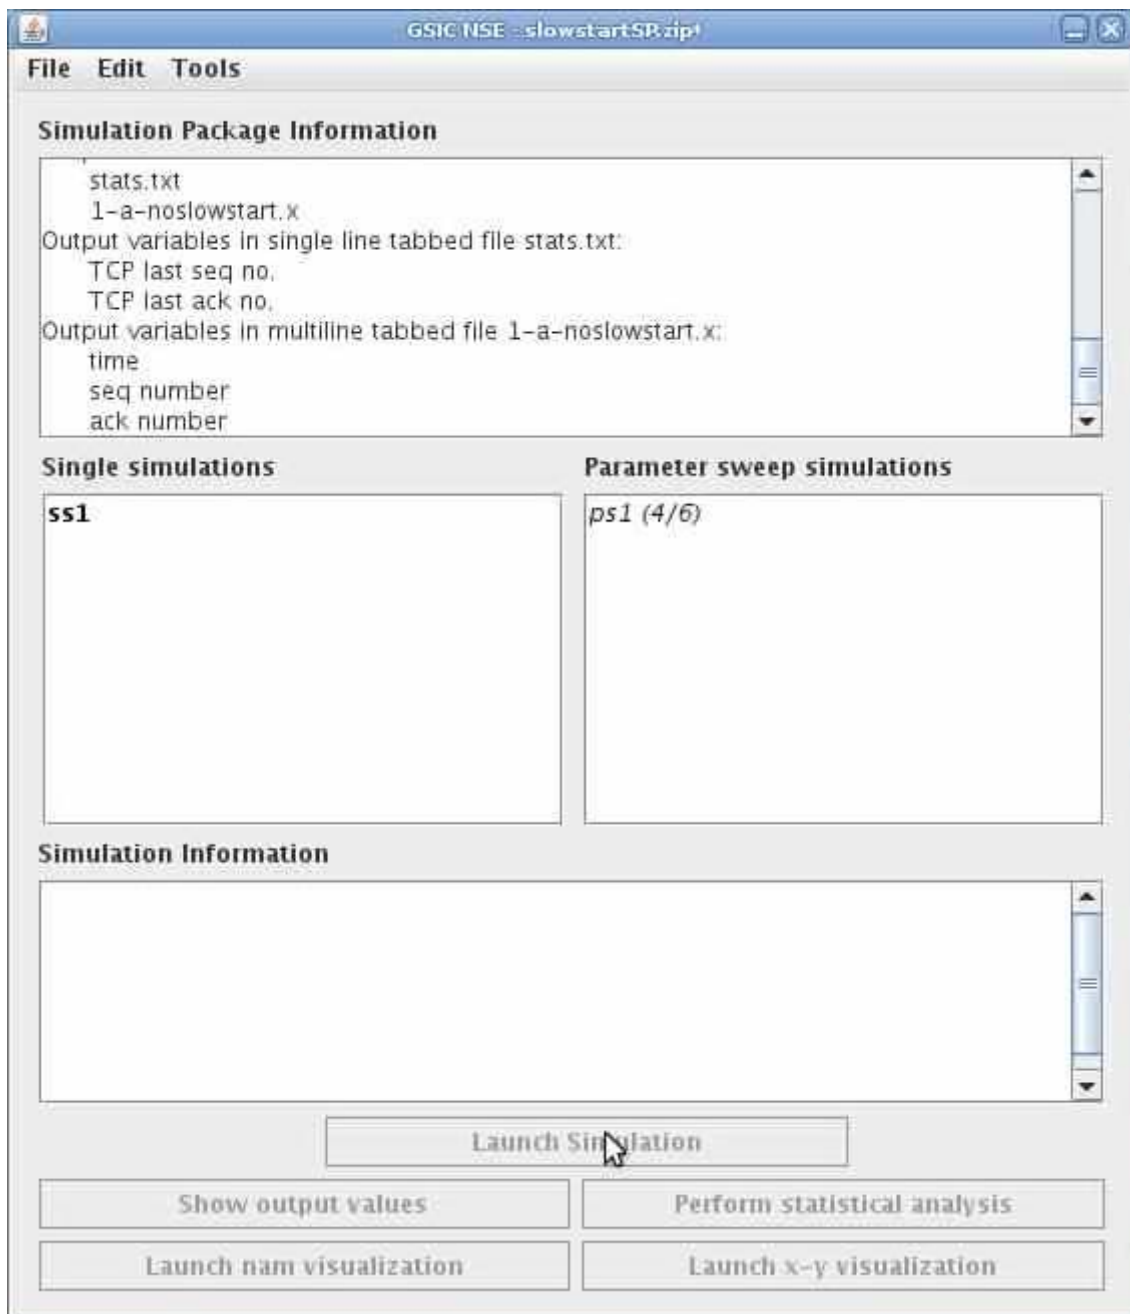 GSIC NSE - slowstartSR.zip*
File Edit Tools
Simulation Package Information
stats.txt
1-a-noslowstart.x
Output variables in single line tabbed file stats.txt:
TCP last seq no.
TCP last ack no.
Output variables in multiline tabbed file 1-a-noslowstart.x:
time
seq number
ack number
Single simulations
Parameter sweep simulations
ss1
ps1 (4/6)
Simulation Information
Launch Simulation
Show output values
Perform statistical analysis
Launch nam visualization
Launch x-y visualization